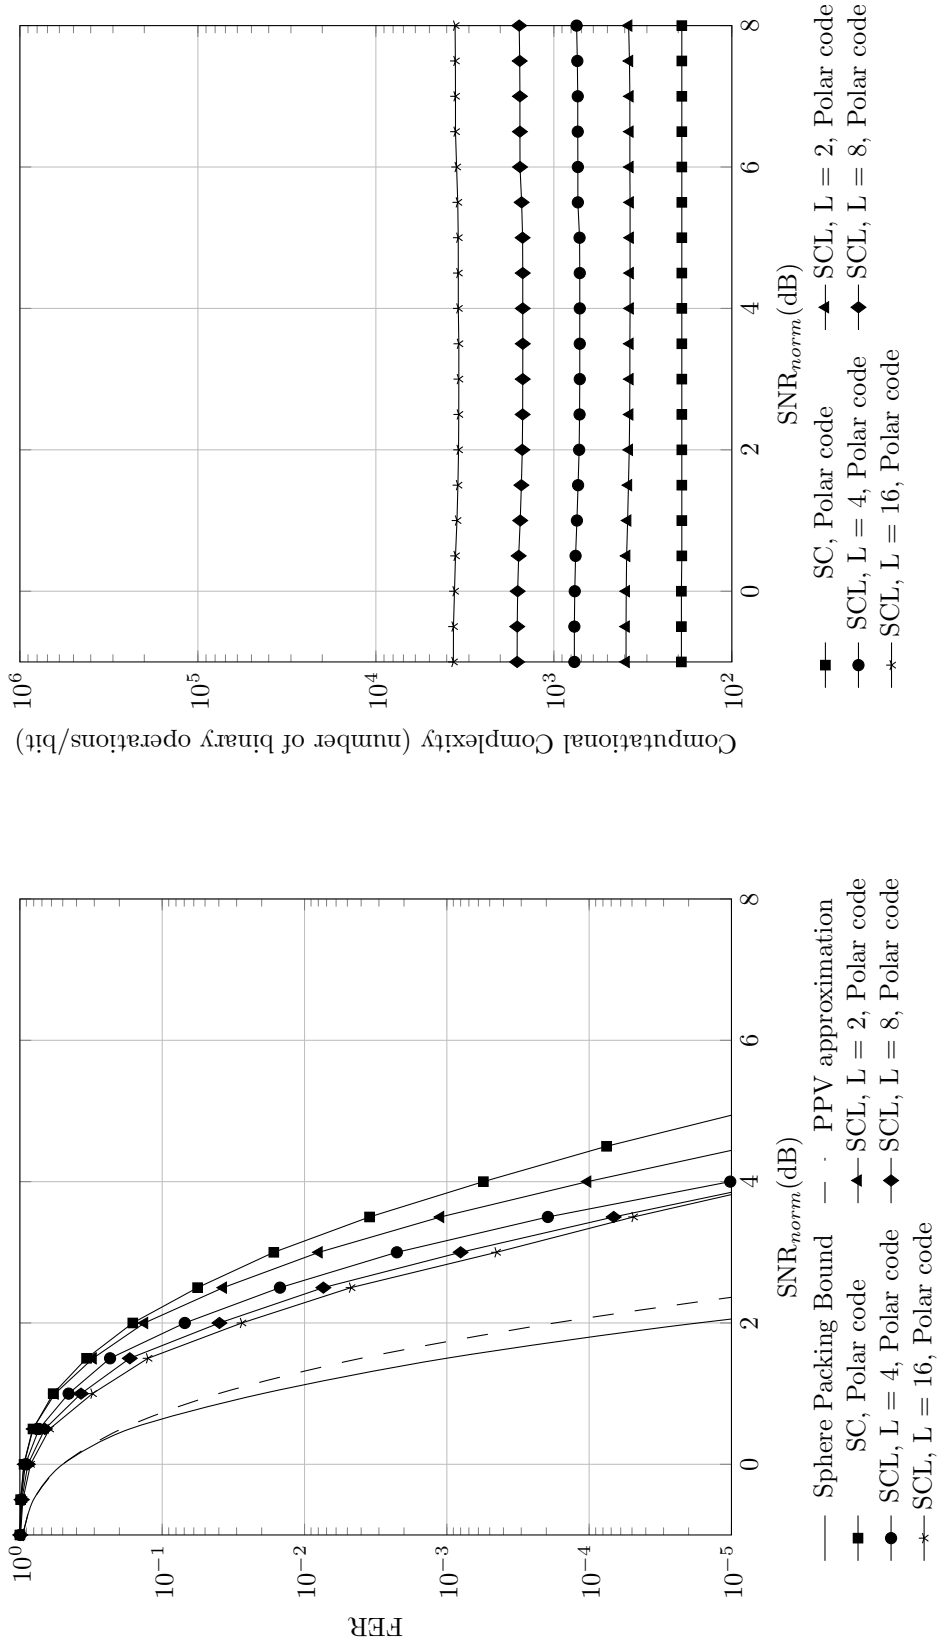 10^0
10^−1
10^−2
10^−3
10^−4
10^−5
FER
0
2
4
6
8
SNR_norm(dB)
Sphere Packing Bound
PPV approximation
SC, Polar code
SCL, L = 2, Polar code
SCL, L = 4, Polar code
SCL, L = 8, Polar code
SCL, L = 16, Polar code
10^6
10^5
10^4
10^3
10^2
Computational Complexity (number of binary operations/bit)
0
2
4
6
8
SNR_norm(dB)
SC, Polar code
SCL, L = 2, Polar code
SCL, L = 4, Polar code
SCL, L = 8, Polar code
SCL, L = 16, Polar code